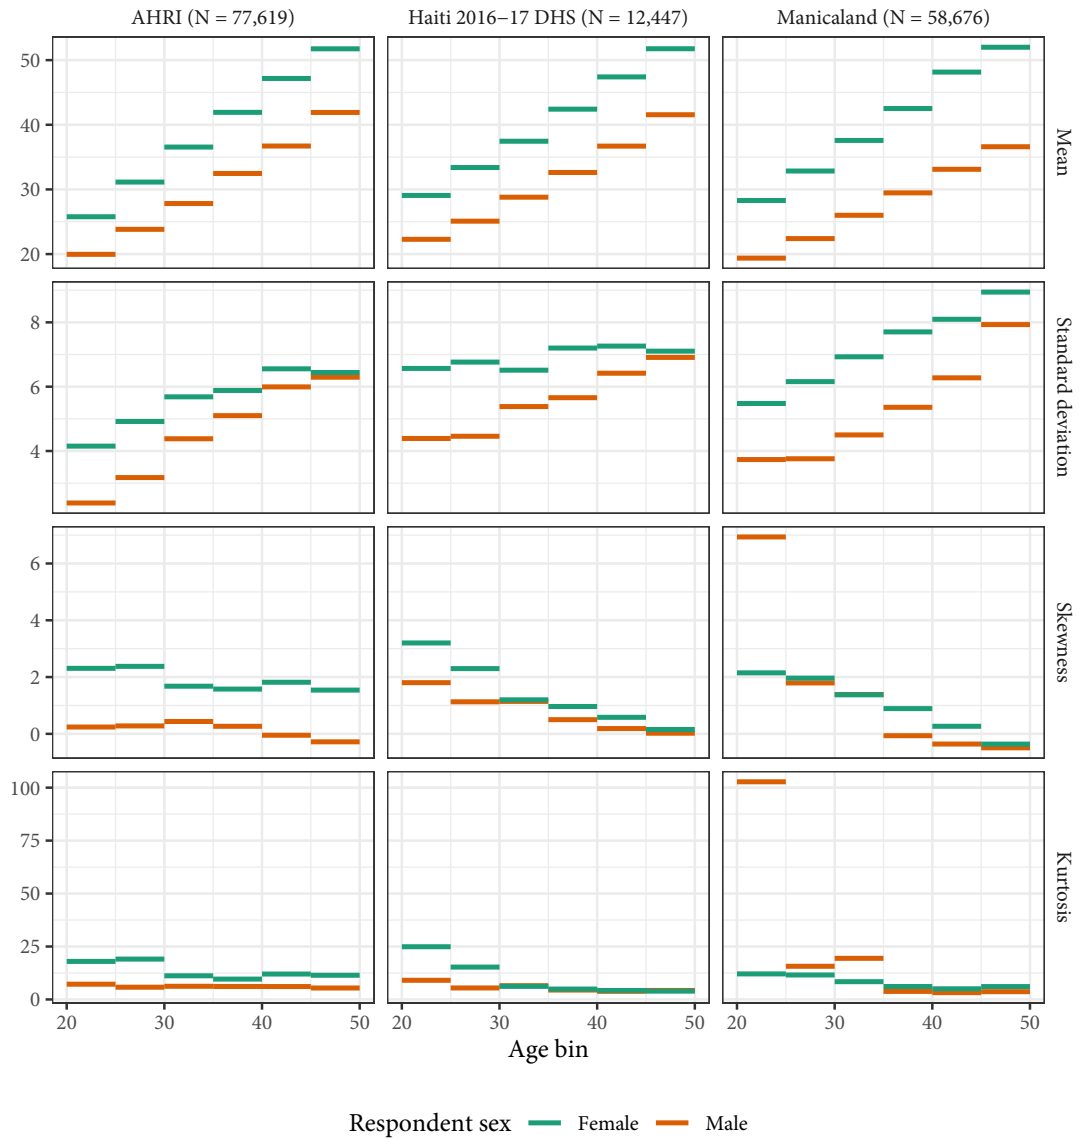 AHRI (N = 77,619)
Haiti 2016−17 DHS (N = 12,447)
Manicaland (N = 58,676)
50
40
30
20
Mean
8
6
4
Standard deviation
6
4
2
0
Skewness
100
75
50
25
0
Kurtosis
20 30 40 50
20 30 40 50
20 30 40 50
Age bin
Respondent sex Female Male